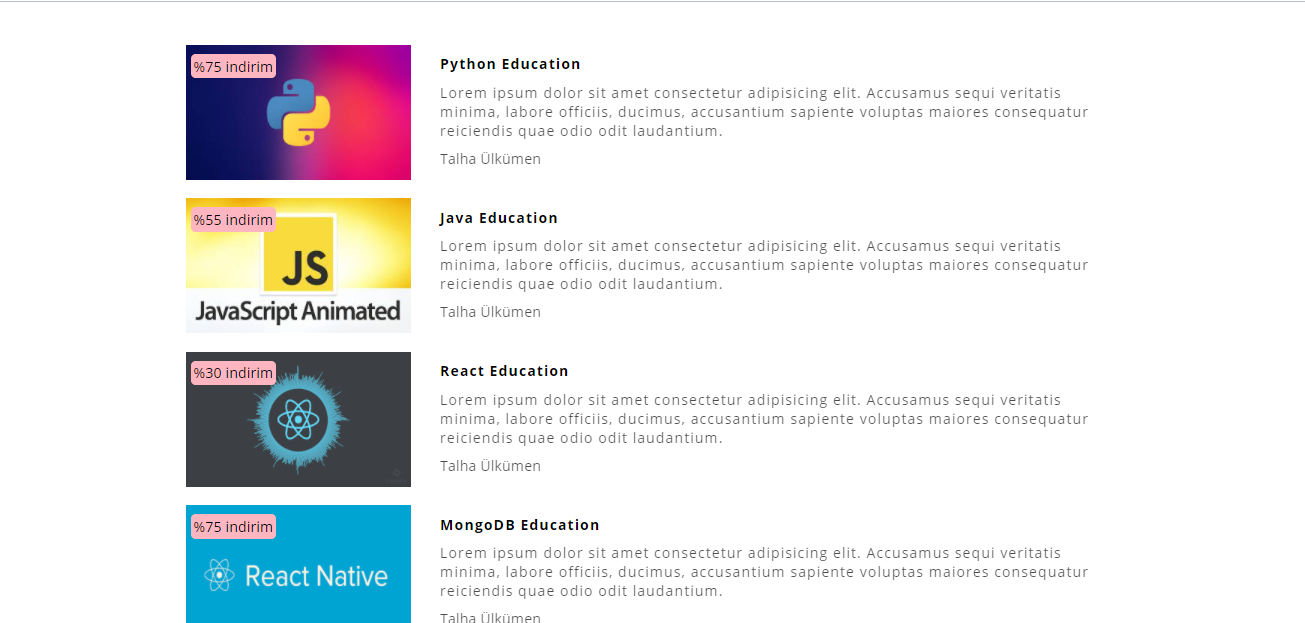 %75 indirim
Python Education
Lorem ipsum dolor sit amet consectetur adipisicing elit. Accusamus sequi veritatis
minima, labore officiis, ducimus, accusantium sapiente voluptas maiores consequatur
reiciendis quae odio odit laudantium.
Talha Ülkümen
%55 indirim
JS
JavaScript Animated
Java Education
Lorem ipsum dolor sit amet consectetur adipisicing elit. Accusamus sequi veritatis
minima, labore officiis, ducimus, accusantium sapiente voluptas maiores consequatur
reiciendis quae odio odit laudantium.
Talha Ülkümen
%30 indirim
React Education
Lorem ipsum dolor sit amet consectetur adipisicing elit. Accusamus sequi veritatis
minima, labore officiis, ducimus, accusantium sapiente voluptas maiores consequatur
reiciendis quae odio odit laudantium.
Talha Ülkümen
%75 indirim
React Native
MongoDB Education
Lorem ipsum dolor sit amet consectetur adipisicing elit. Accusamus sequi veritatis
minima, labore officiis, ducimus, accusantium sapiente voluptas maiores consequatur
reiciendis quae odio odit laudantium.
Talha Ülkümen